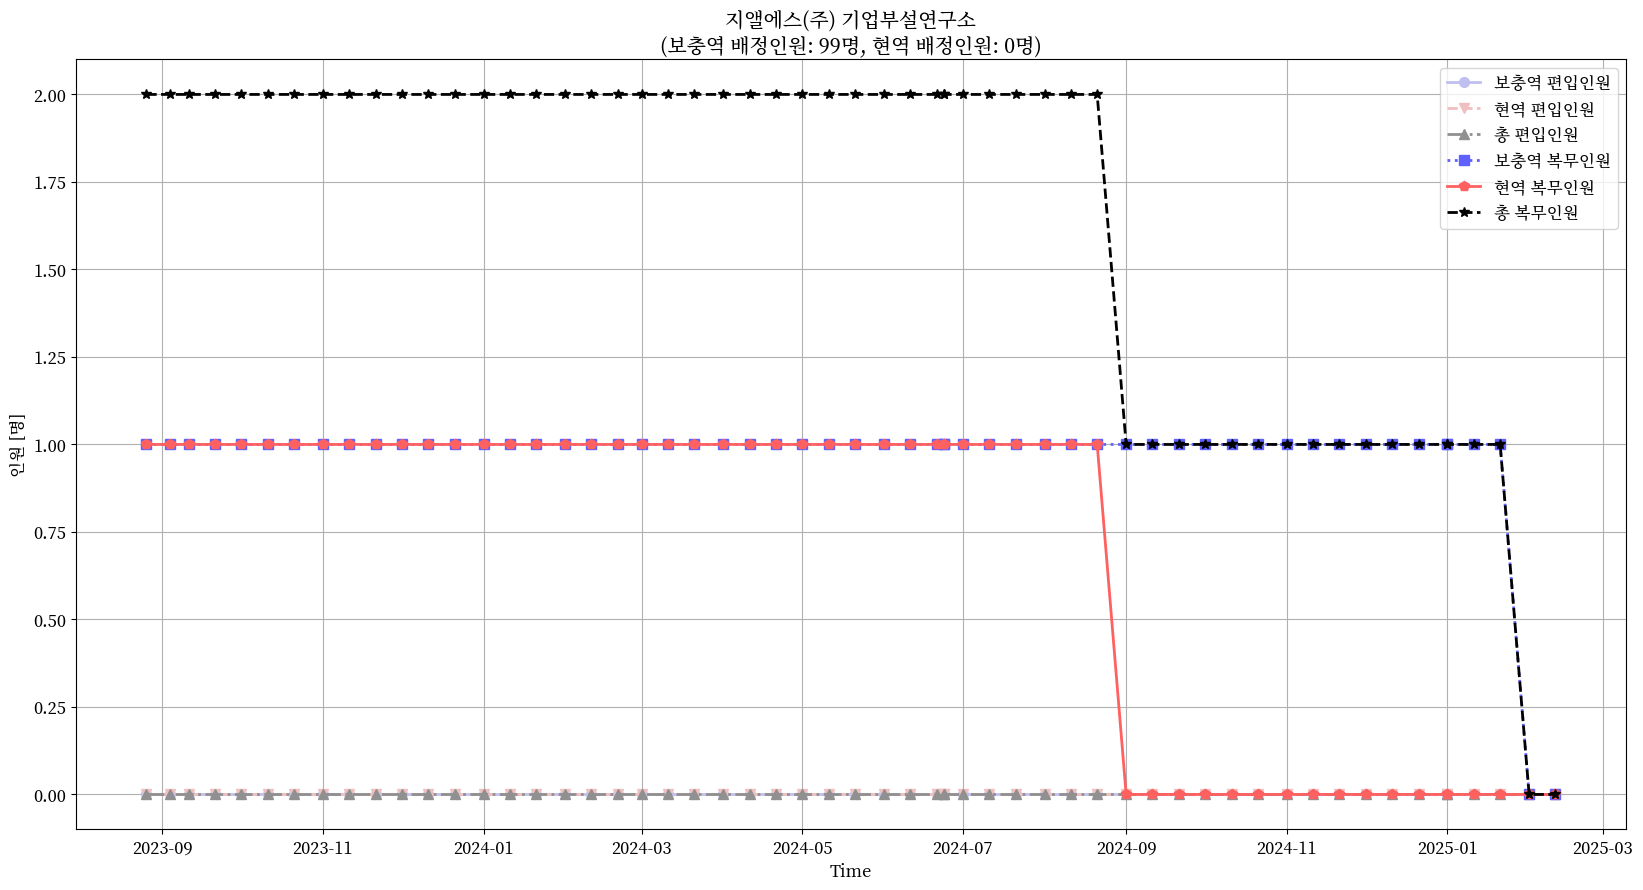 지앨에스(주) 기업부설연구소
(보충역 배정인원: 99명, 현역 배정인원: 0명)
보충역 편입인원
현역 편입인원
총 편입인원
보충역 복무인원
현역 복무인원
총 복무인원
2.00
1.75
1.50
1.25
1.00
0.75
0.50
0.25
0.00
인원 [명]
2023-09 2023-11 2024-01 2024-03 2024-05 2024-07 2024-09 2024-11 2025-01 2025-03
Time